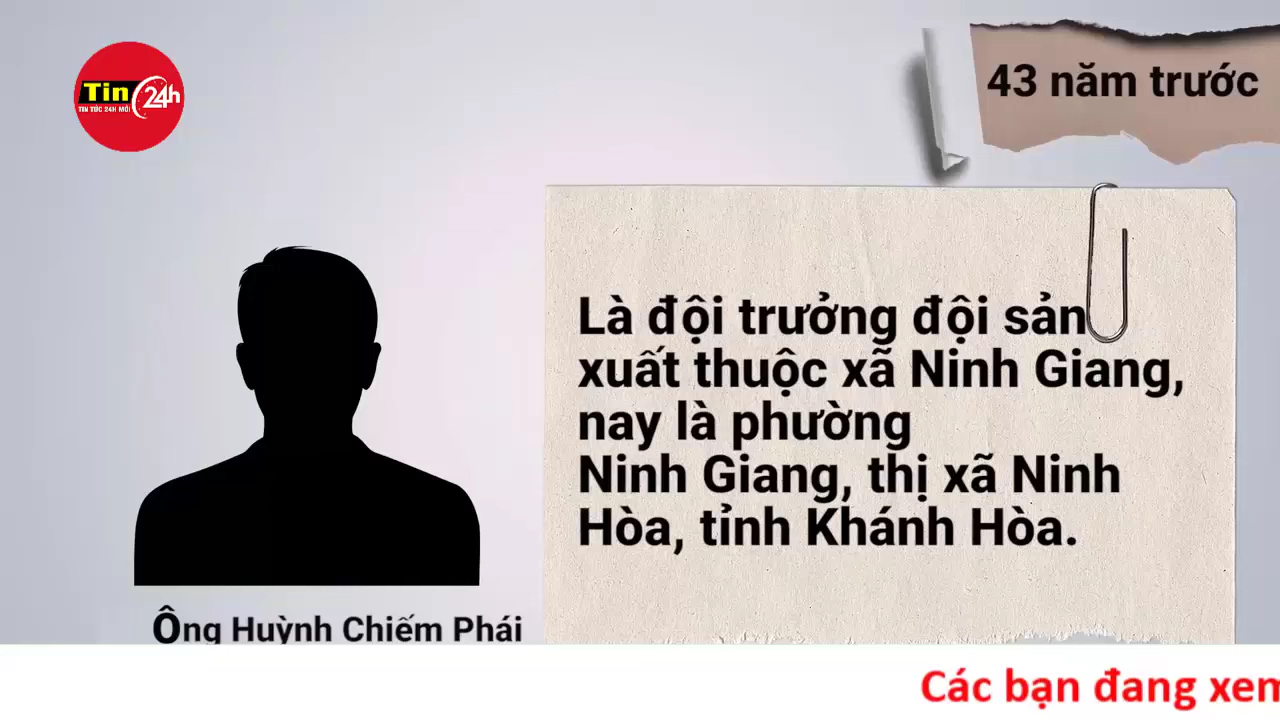 Tin 24h
TIN TỨC 24H MỚI
43 năm trước
Là đội trưởng đội sản
xuất thuộc xã Ninh Giang,
nay là phường
Ninh Giang, thị xã Ninh
Hòa, tỉnh Khánh Hòa.
Ông Huỳnh Chiếm Phái
Các bạn đang xem